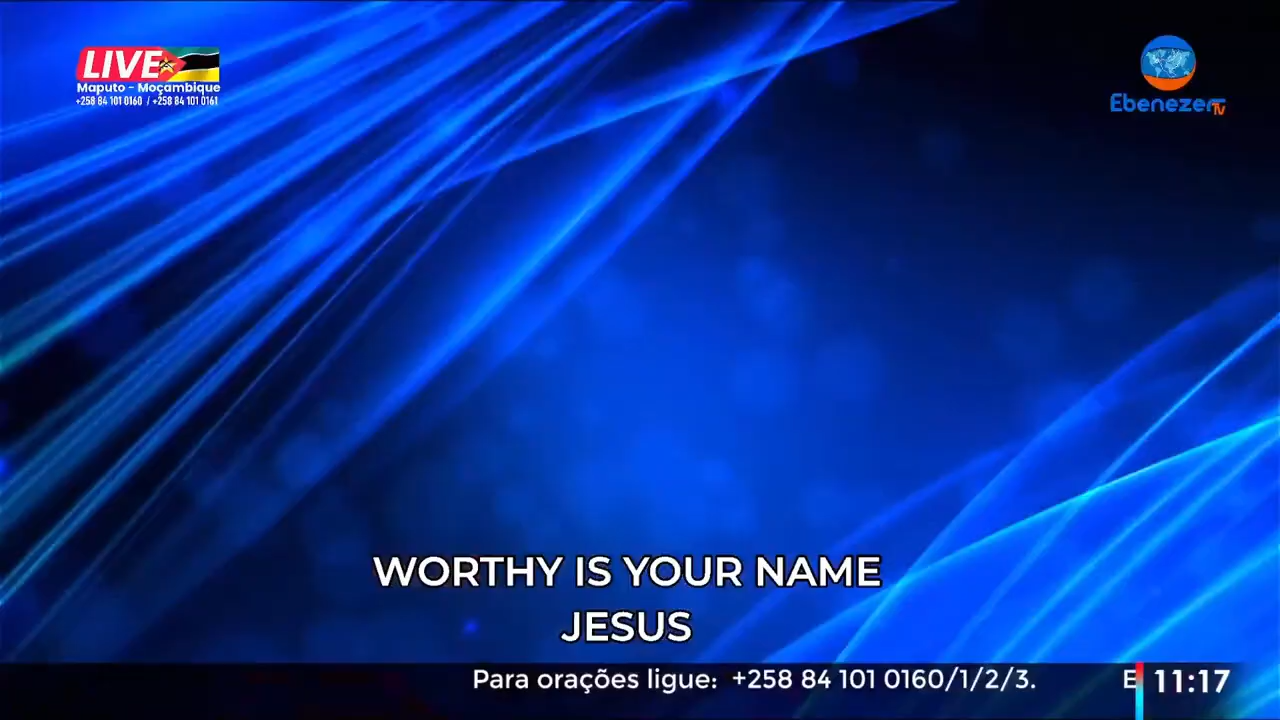 LIVE
Maputo - Moçambique
+258 84 101 0160 / +258 84 101 0161
Ebenezer TV
WORTHY IS YOUR NAME
JESUS
Para orações ligue: +258 84 101 0160/1/2/3.
E
11:17